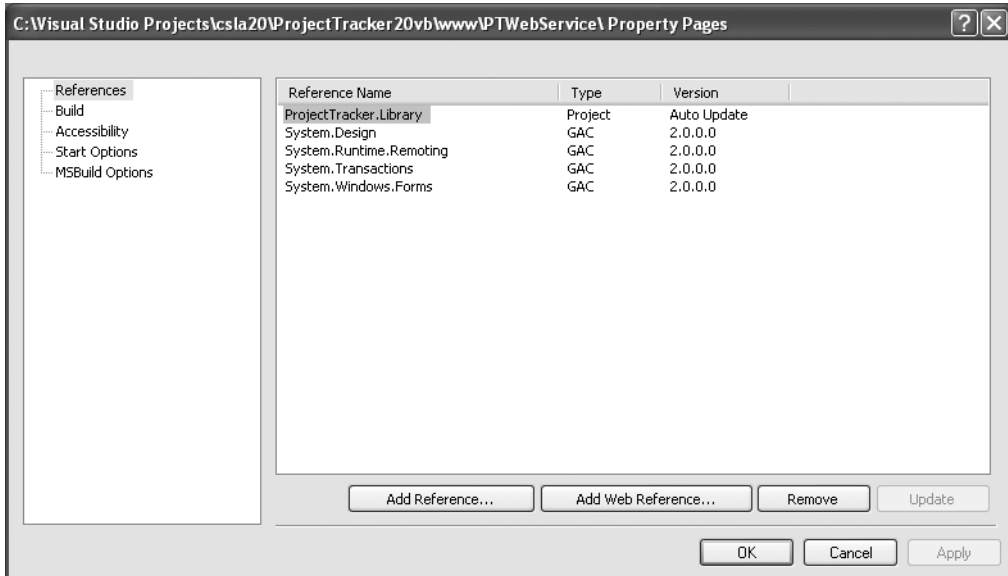 C:\Visual Studio Projects\csla20\ProjectTracker20vb\www\PTWebService\ Property Pages
References
Build
Accessibility
Start Options
MSBuild Options
Reference Name Type Version
ProjectTracker.Library Project Auto Update
System.Design GAC 2.0.0.0
System.Runtime.Remoting GAC 2.0.0.0
System.Transactions GAC 2.0.0.0
System.Windows.Forms GAC 2.0.0.0
Add Reference... Add Web Reference... Remove Update
OK Cancel Apply